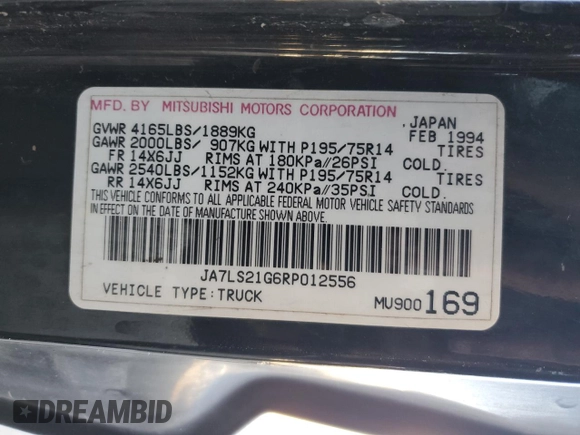 MFD. BY MITSUBISHI MOTORS CORPORATION
JAPAN
GVWR 4165LBS/1889KG FEB 1994
GAWR 2000LBS/ 907KG WITH P195/75R14 TIRES
FR 14X6JJ RIMS AT 180KPa//26PSI COLD.
GAWR 2540LBS/1152KG WITH P195/75R14 TIRES
RR 14X6JJ RIMS AT 240KPa//35PSI COLD.
THIS VEHICLE CONFORMS TO ALL APPLICABLE FEDERAL MOTOR VEHICLE SAFETY STANDARDS
IN EFFECT ON THE DATE OF MANUFACTURE SHOWN ABOVE.
JA7LS21G6RP012556
VEHICLE TYPE:TRUCK MU900169
DREAMBID